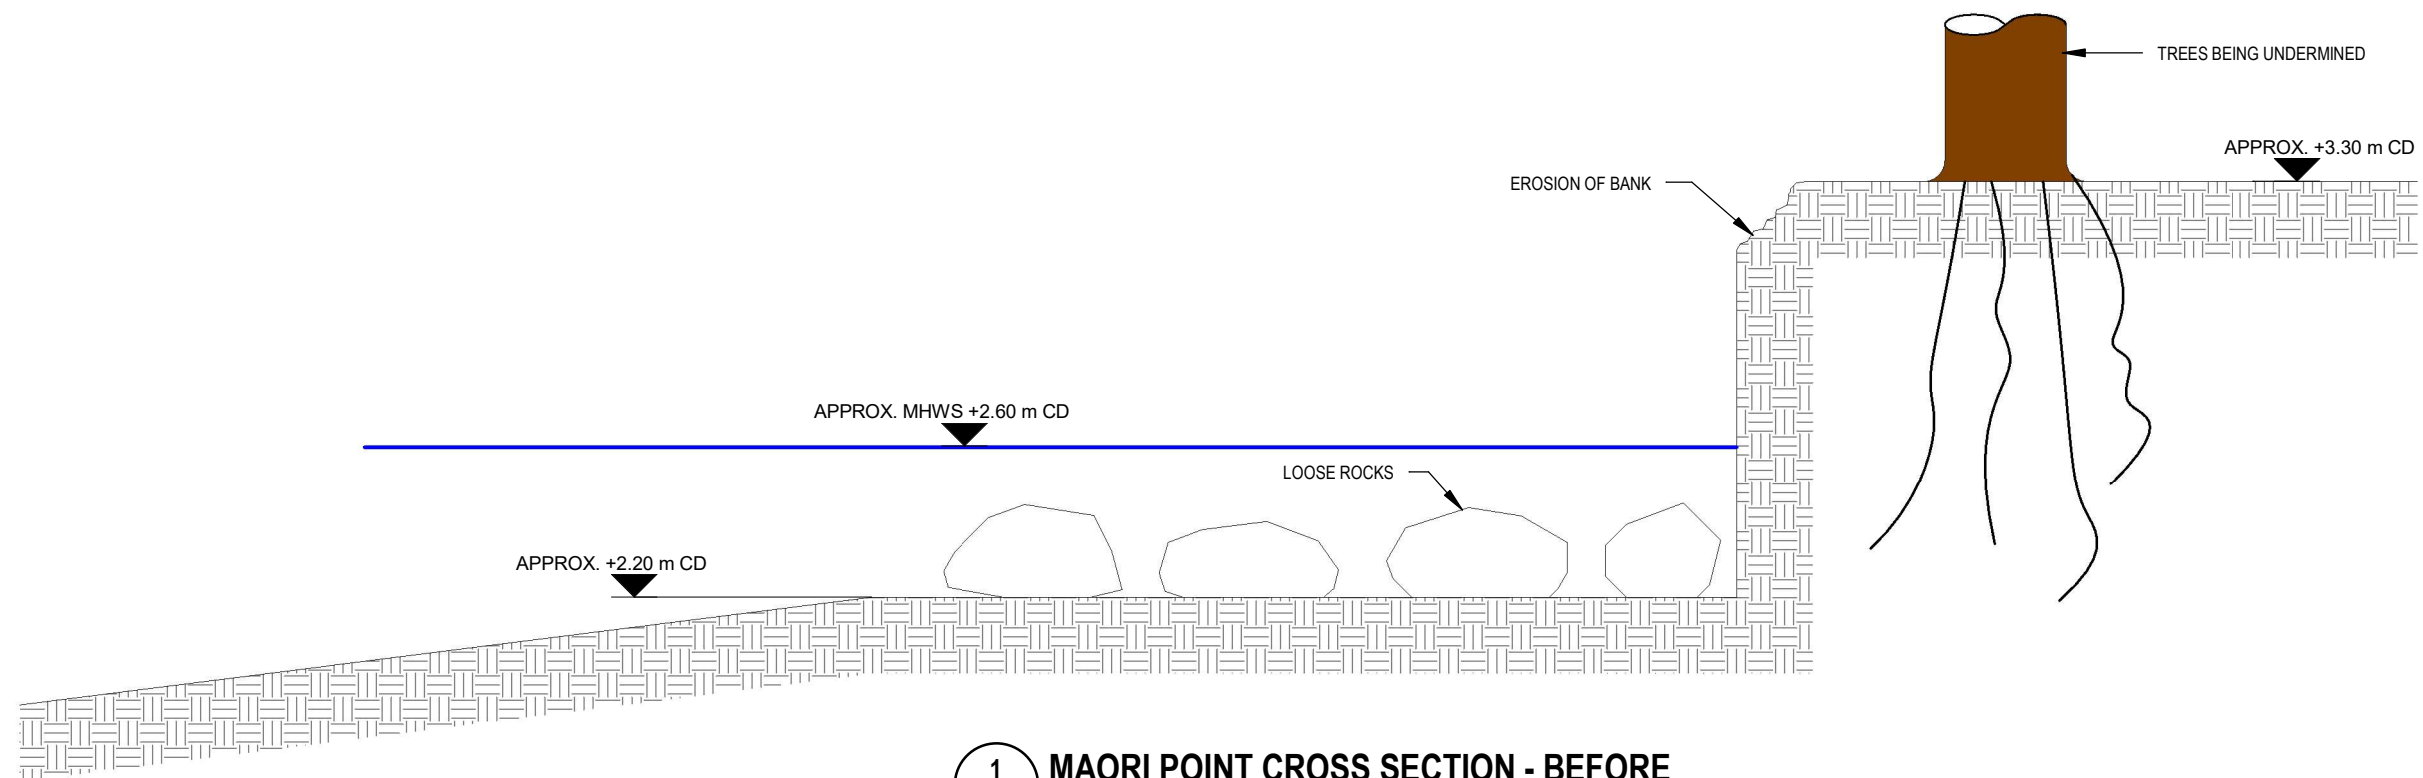 TREES BEING UNDERMINED
APPROX. +3.30 m CD
EROSION OF BANK
APPROX. MHWS +2.60 m CD
LOOSE ROCKS
APPROX. +2.20 m CD
1 MAORI POINT CROSS SECTION - BEFORE